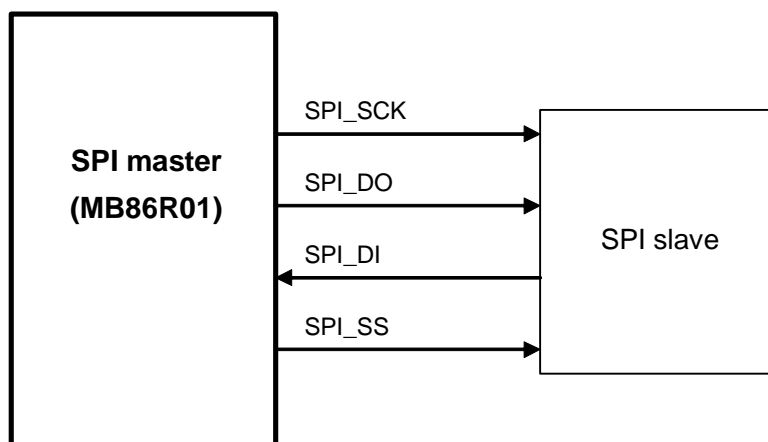 SPI master
(MB86R01)
SPI_SCK
SPI_DO
SPI_DI
SPI_SS
SPI slave